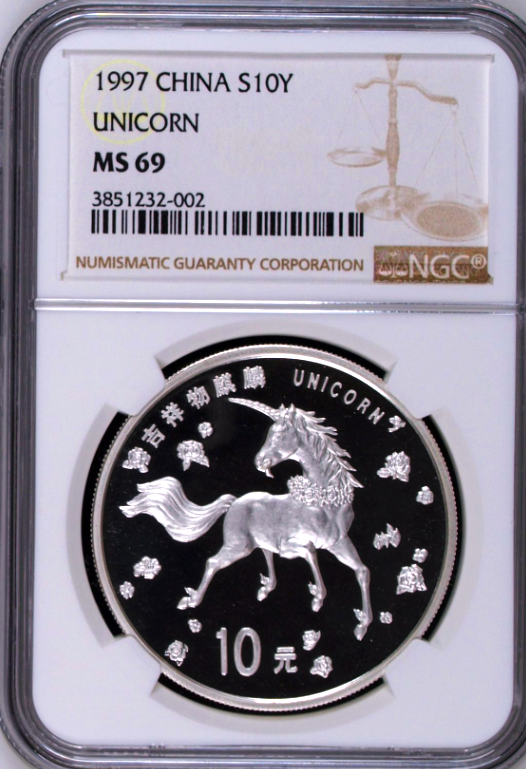 1997 CHINA S10Y
UNICORN
MS 69
3851232-002
NUMISMATIC GUARANTY CORPORATION
NGC®
吉祥物麒麟 UNICORN
10元